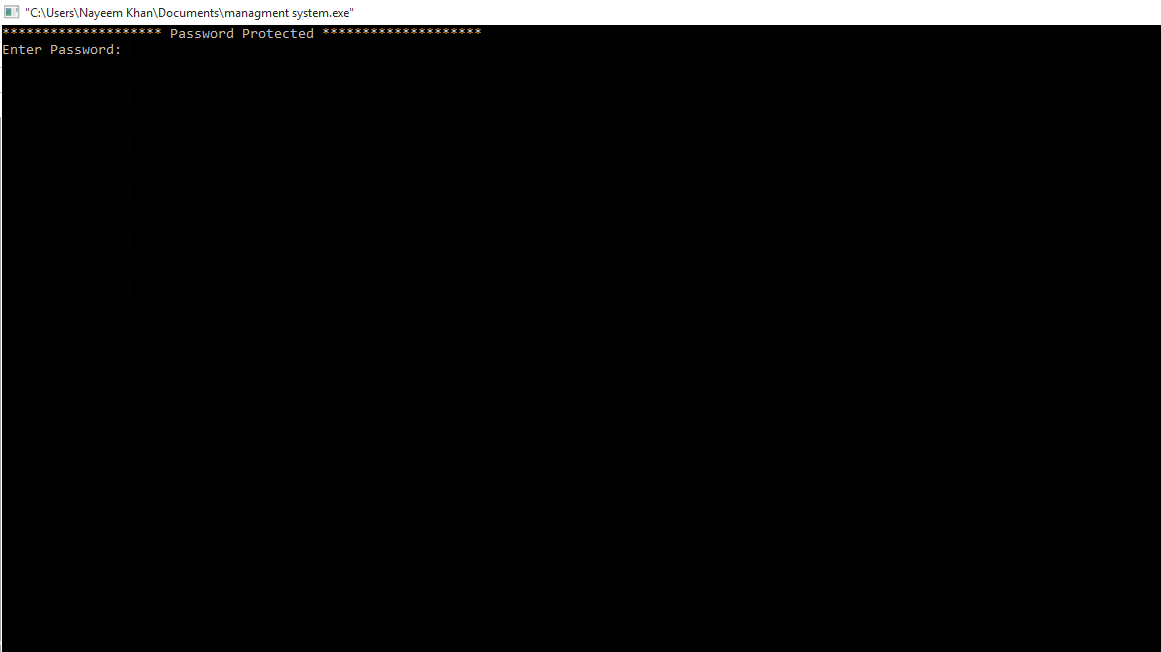 "C:\Users\Nayeem Khan\Documents\managment system.exe"
******************** Password Protected ********************
Enter Password: